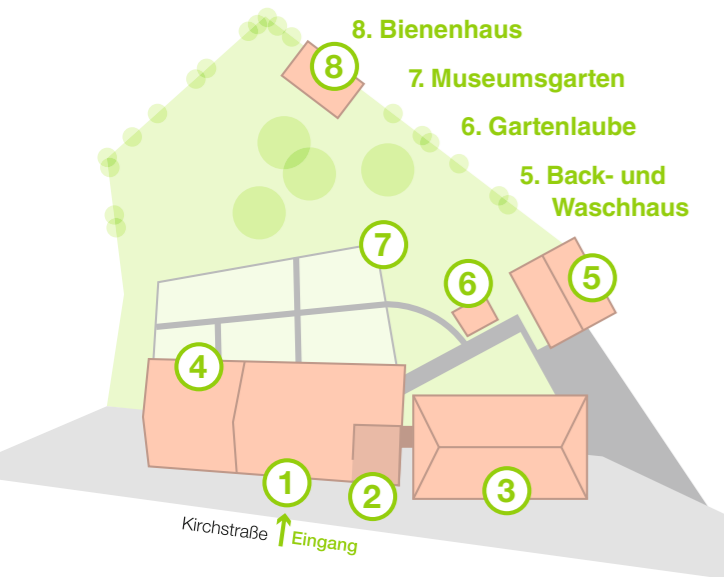 8. Bienenhaus
8
7. Museumsgarten
6. Gartenlaube
5. Back- und
Waschhaus
7
6
5
4
1
2
3
Kirchstraße
Eingang